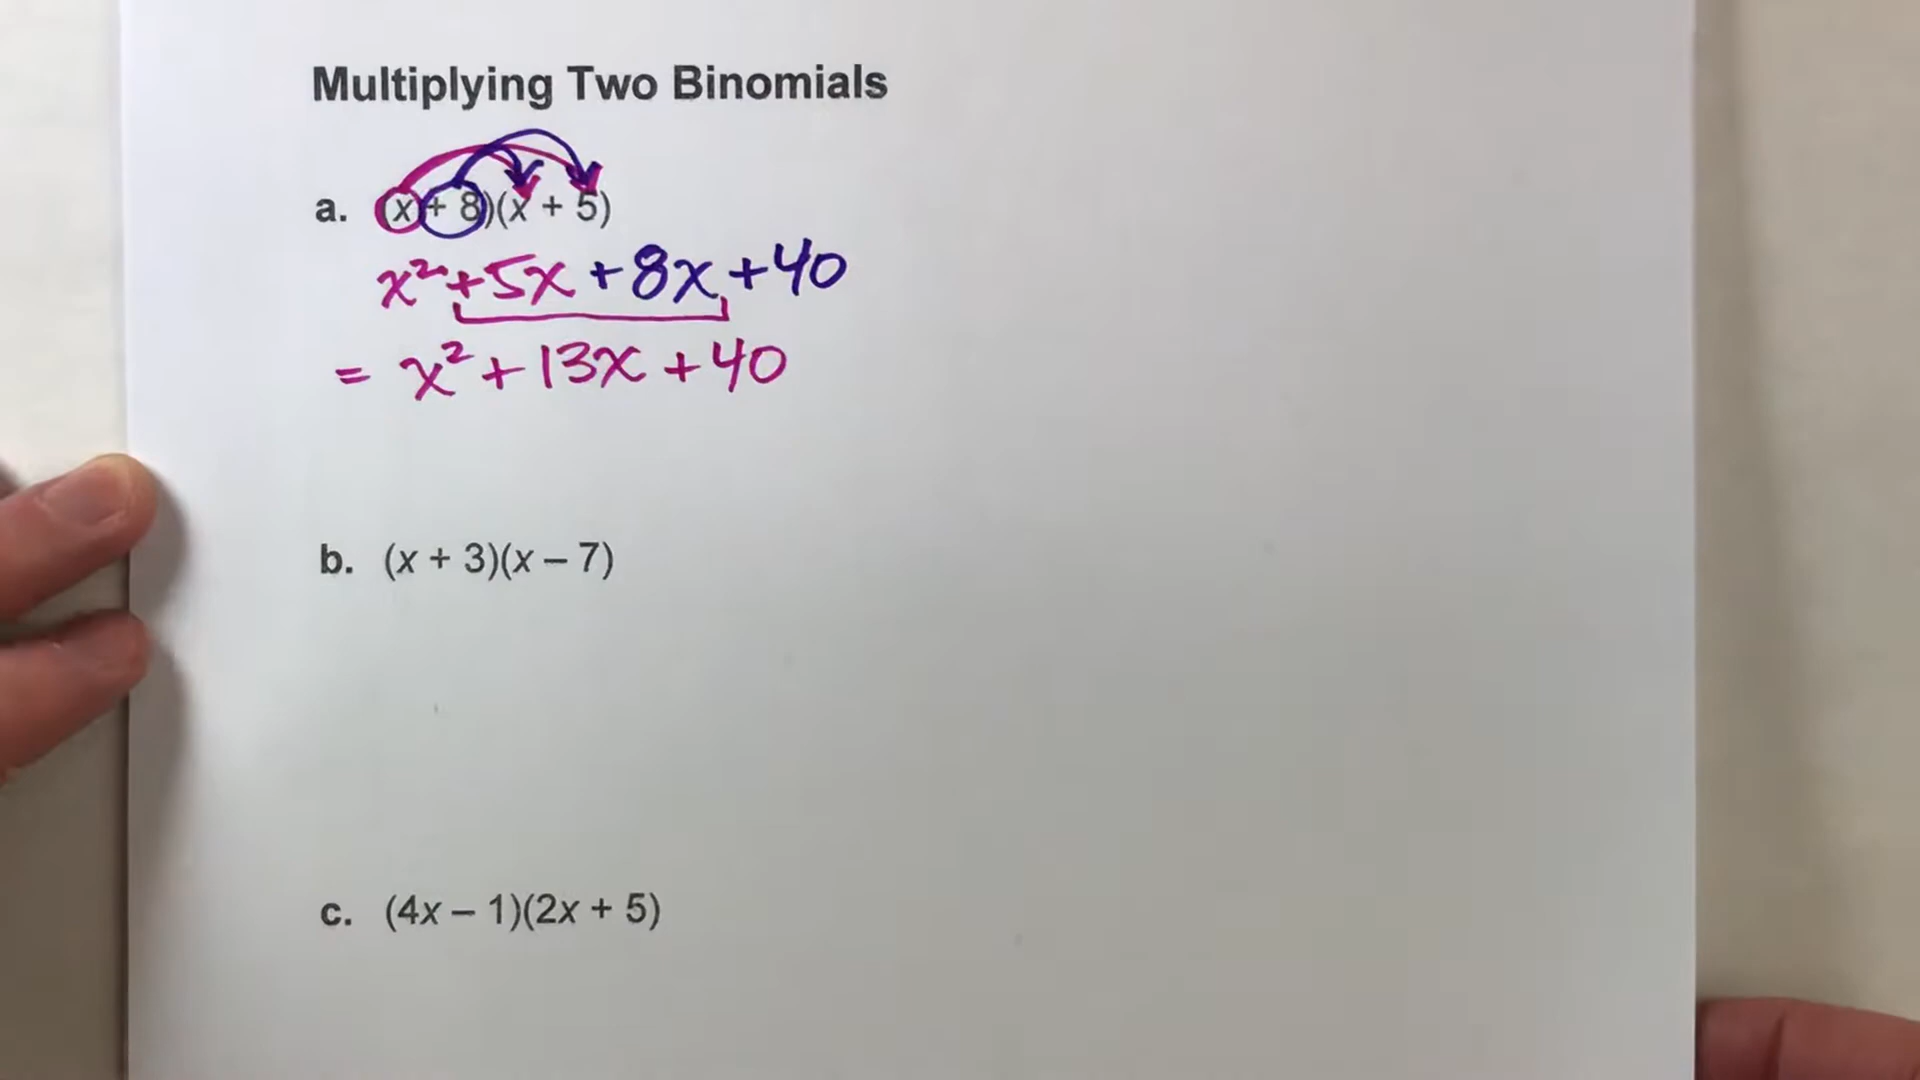 Multiplying Two Binomials
a. (x + 8)(x + 5)
x² + 5x + 8x + 40
= x² + 13x + 40
b. (x + 3)(x – 7)
c. (4x – 1)(2x + 5)